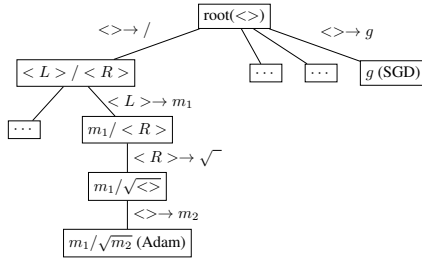 root(<>)
<>→ /
<>→ g
< L > / < R >
...
...
g (SGD)
< L >→ m₁
...
m₁/ < R >
< R >→ √
m₁/√<>
<>→ m₂
m₁/√m₂ (Adam)